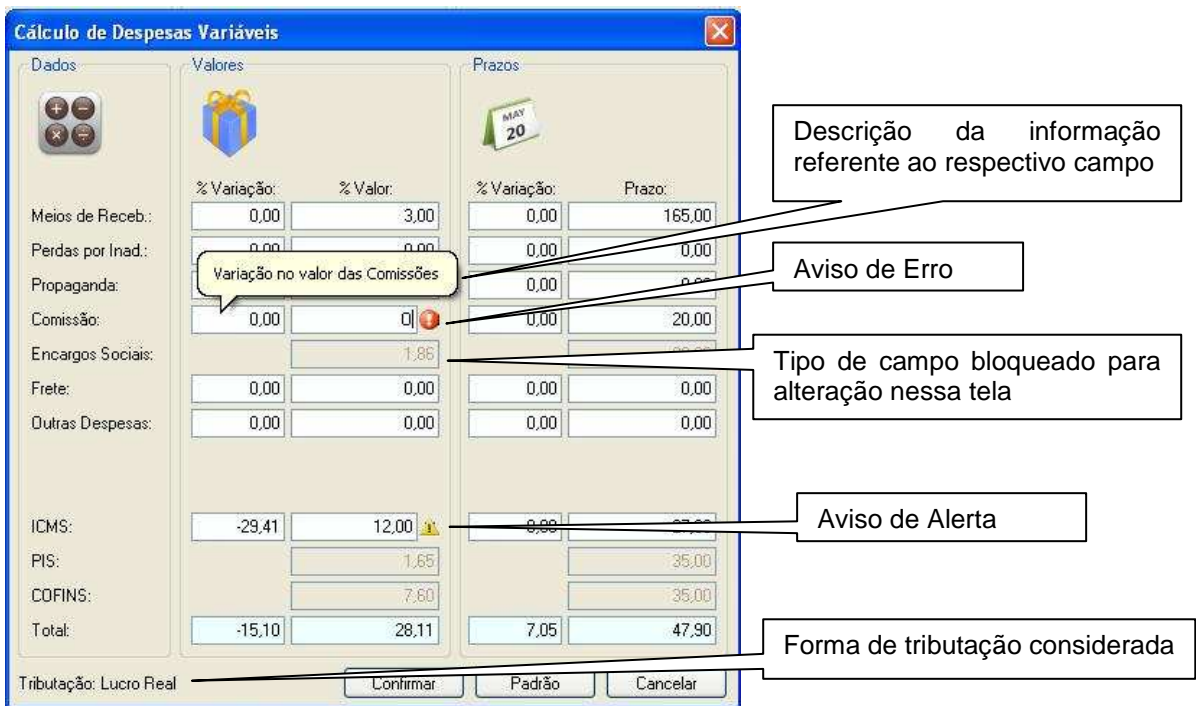 Cálculo de Despesas Variáveis
Dados Valores Prazos
MAY
20
% Variação: % Valor: % Variação: Prazo:
Meios de Receb.: 0,00 3,00 0,00 165,00
Perdas por Inad.: 0,00 0,00 0,00 0,00
Variação no valor das Comissões
Propaganda: 0,00
Comissão: 0,00 0 0,00 20,00
Encargos Sociais: 1,86
Frete: 0,00 0,00 0,00 0,00
Outras Despesas: 0,00 0,00 0,00 0,00
ICMS: -29,41 12,00
PIS: 1,65 35,00
COFINS: 7,60 35,00
Total: -15,10 28,11 7,05 47,90
Tributação: Lucro Real Confirmar Padrão Cancelar
Descrição da informação
referente ao respectivo campo
Aviso de Erro
Tipo de campo bloqueado para
alteração nessa tela
Aviso de Alerta
Forma de tributação considerada